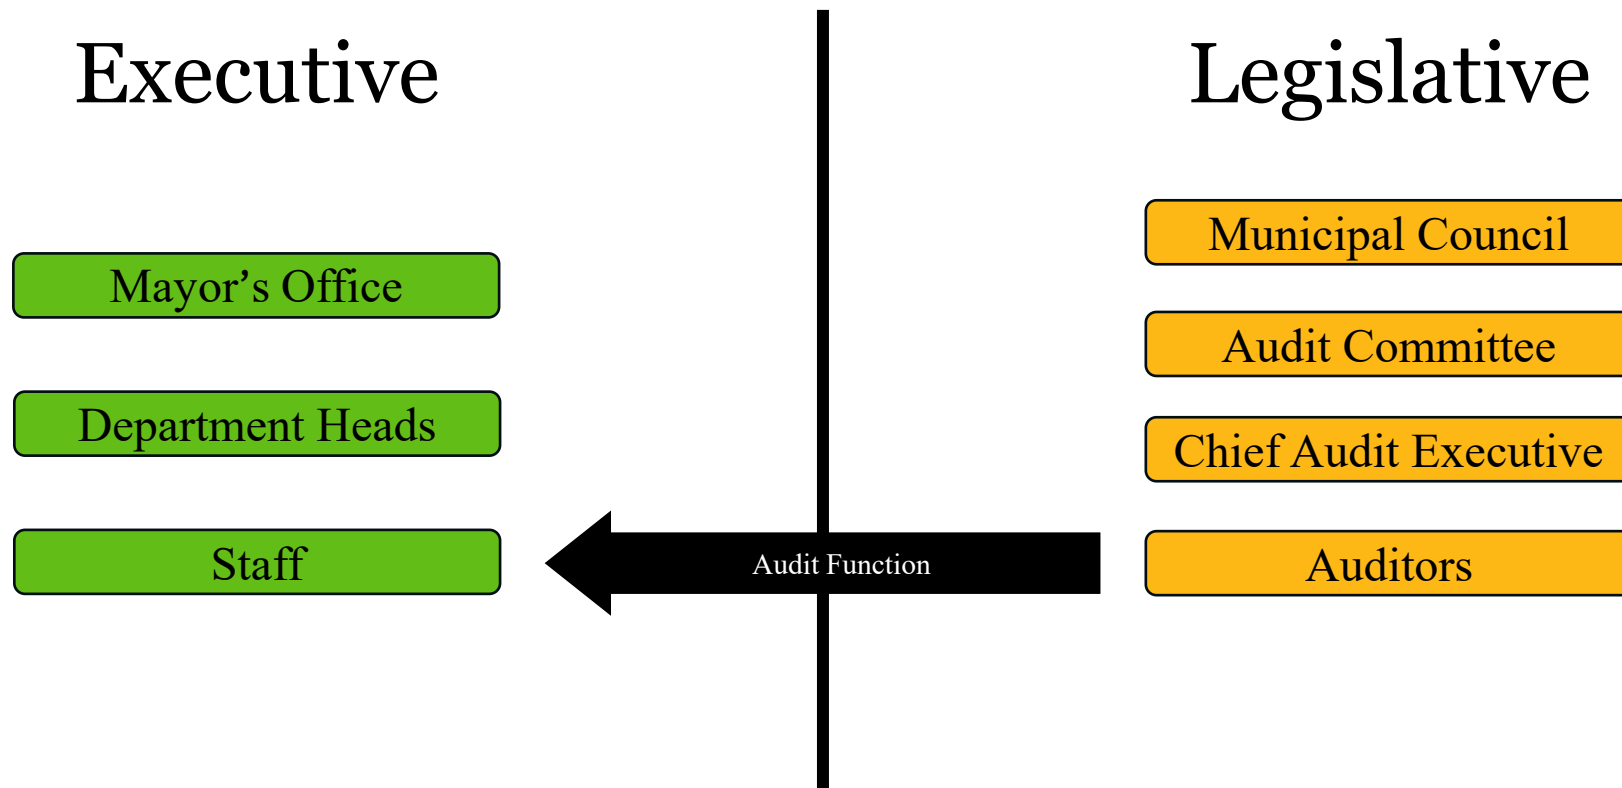 Executive
Legislative
Mayor’s Office
Department Heads
Staff
Audit Function
Municipal Council
Audit Committee
Chief Audit Executive
Auditors